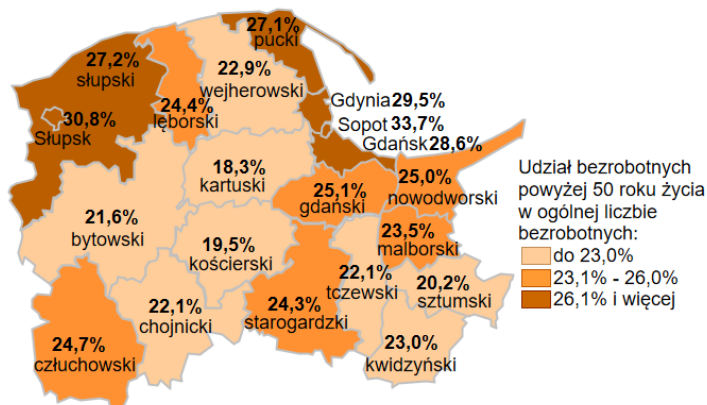 27,1%
pucki
27,2%
słupski
22,9%
wejherowski
Gdynia 29,5%
30,8%
Słupsk
24,4%
lęborski
Sopot 33,7%
Gdańsk 28,6%
18,3%
kartuski
25,1%
gdański
25,0%
nowodworski
21,6%
bytowski
19,5%
kościerski
23,5%
malborski
22,1%
tczewski
20,2%
sztumski
22,1%
chojnicki
24,3%
starogardzki
24,7%
człuchowski
23,0%
kwidzyński
Udział bezrobotnych
powyżej 50 roku życia
w ogólnej liczbie
bezrobotnych:
do 23,0%
23,1% - 26,0%
26,1% i więcej